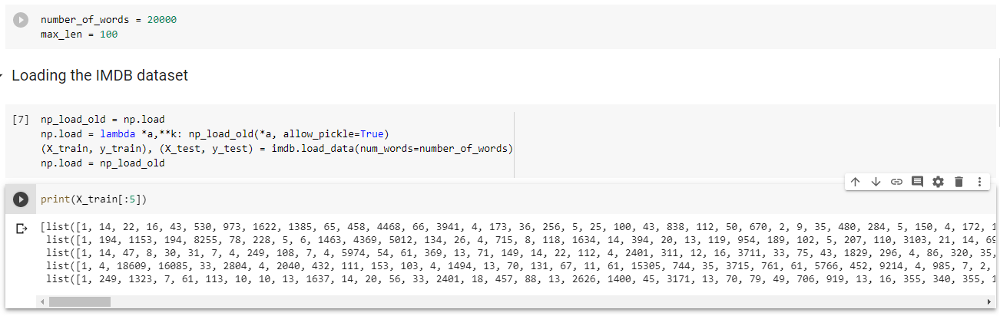 number_of_words = 20000
max_len = 100
Loading the IMDB dataset
[7]
np_load_old = np.load
np.load = lambda *a,**k: np_load_old(*a, allow_pickle=True)
(X_train, y_train), (X_test, y_test) = imdb.load_data(num_words=number_of_words)
np.load = np_load_old
print(X_train[:5])
[list([1, 14, 22, 16, 43, 530, 973, 1622, 1385, 65, 458, 4468, 66, 3941, 4, 173, 36, 256, 5, 25, 100, 43, 838, 112, 50, 670, 2, 9, 35, 480, 284, 5, 150, 4, 172, 1
list([1, 194, 1153, 194, 8255, 78, 228, 5, 6, 1463, 4369, 5012, 134, 26, 4, 715, 8, 118, 1634, 14, 394, 20, 13, 119, 954, 189, 102, 5, 207, 110, 3103, 21, 14, 69
list([1, 14, 47, 8, 30, 31, 7, 4, 249, 108, 7, 4, 5974, 54, 61, 369, 13, 71, 149, 14, 22, 112, 4, 2401, 311, 12, 16, 3711, 33, 75, 43, 1829, 296, 4, 86, 320, 35,
list([1, 4, 18609, 16085, 33, 2804, 4, 2040, 432, 111, 153, 103, 4, 1494, 13, 70, 131, 67, 11, 61, 15305, 744, 35, 3715, 761, 61, 5766, 452, 9214, 4, 985, 7, 2,
list([1, 249, 1323, 7, 61, 113, 10, 10, 13, 1637, 14, 20, 56, 33, 2401, 18, 457, 88, 13, 2626, 1400, 45, 3171, 13, 70, 79, 49, 706, 919, 13, 16, 355, 340, 355, 1